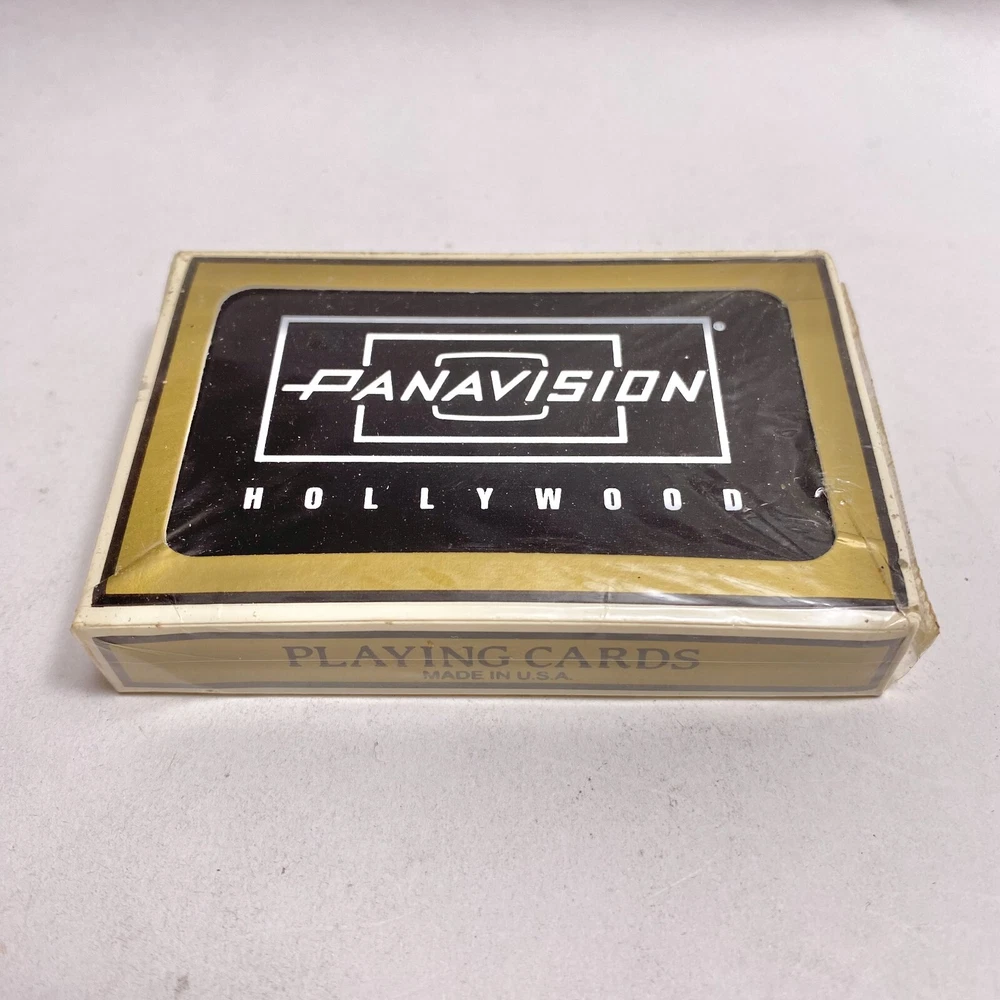 PANAVISION®
HOLLYWOOD
PLAYING CARDS
MADE IN U.S.A.